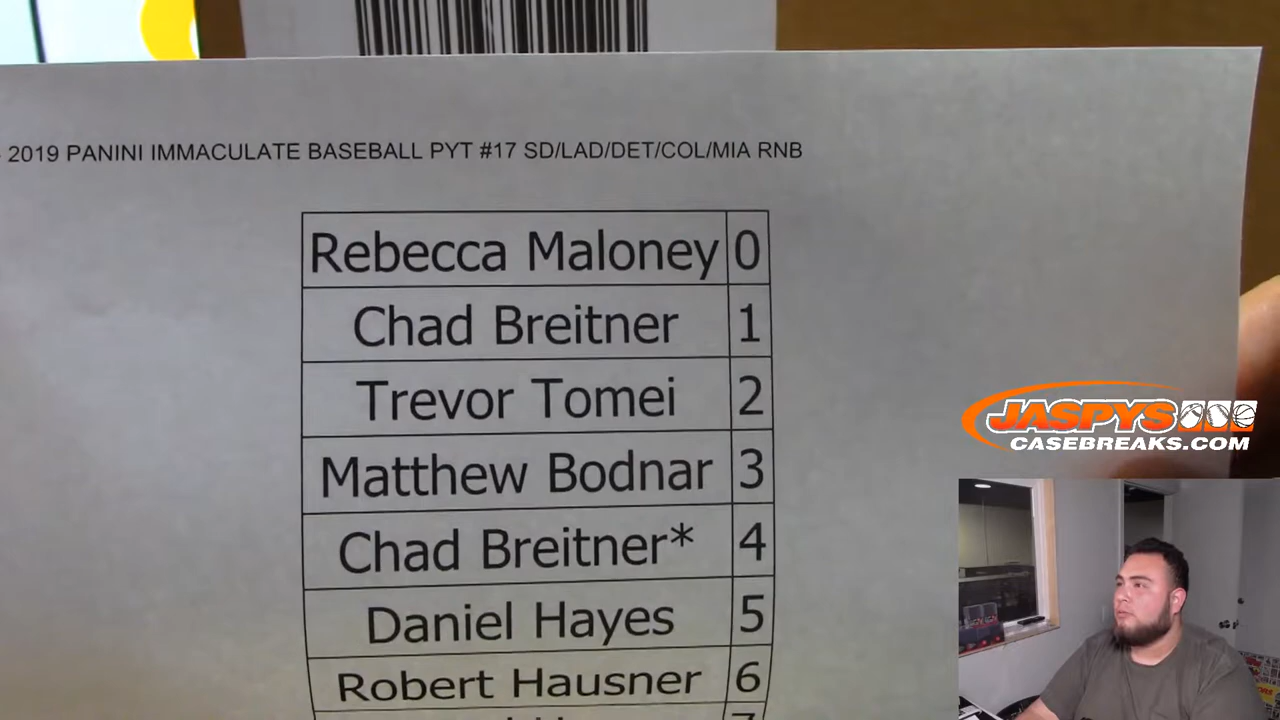 2019 PANINI IMMACULATE BASEBALL PYT #17 SD/LAD/DET/COL/MIA RNB
Rebecca Maloney 0
Chad Breitner 1
Trevor Tomei 2
Matthew Bodnar 3
Chad Breitner* 4
Daniel Hayes 5
Robert Hausner 6
JASPYS
CASEBREAKS.COM